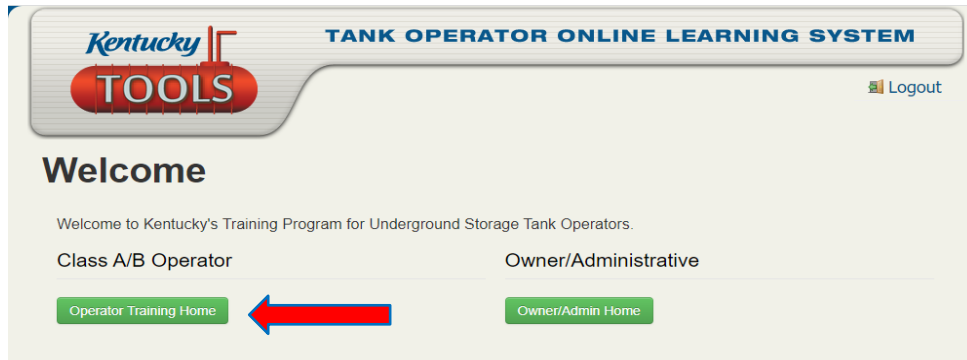 Kentucky
TOOLS
TANK OPERATOR ONLINE LEARNING SYSTEM
Logout
Welcome
Welcome to Kentucky's Training Program for Underground Storage Tank Operators.
Class A/B Operator
Operator Training Home
Owner/Administrative
Owner/Admin Home